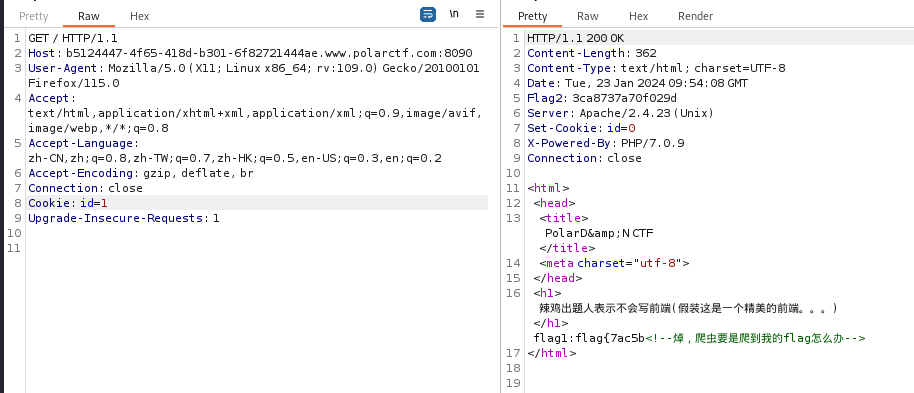 Pretty Raw Hex \n
1 GET / HTTP/1.1
2 Host: b5124447-4f65-418d-b301-6f82721444ae.www.polarctf.com:8090
3 User-Agent: Mozilla/5.0 (X11; Linux x86_64; rv:109.0) Gecko/20100101
Firefox/115.0
4 Accept:
text/html,application/xhtml+xml,application/xml;q=0.9,image/avif,
image/webp,*/*;q=0.8
5 Accept-Language:
zh-CN,zh;q=0.8,zh-TW;q=0.7,zh-HK;q=0.5,en-US;q=0.3,en;q=0.2
6 Accept-Encoding: gzip, deflate, br
7 Connection: close
8 Cookie: id=1
9 Upgrade-Insecure-Requests: 1
10
11
Pretty Raw Hex Render
1 HTTP/1.1 200 OK
2 Content-Length: 362
3 Content-Type: text/html; charset=UTF-8
4 Date: Tue, 23 Jan 2024 09:54:08 GMT
5 Flag2: 3ca8737a70f029d
6 Server: Apache/2.4.23 (Unix)
7 Set-Cookie: id=0
8 X-Powered-By: PHP/7.0.9
9 Connection: close
10
11 <html>
12 <head>
13 <title>
PolarD&amp;N CTF
</title>
14 <meta charset="utf-8">
15 </head>
16 <h1>
辣鸡出题人表示不会写前端(假装这是一个精美的前端。。。)
</h1>
flag1:flag{7ac5b<!--焯，爬虫要是爬到我的flag怎么办-->
17 </html>
18
19